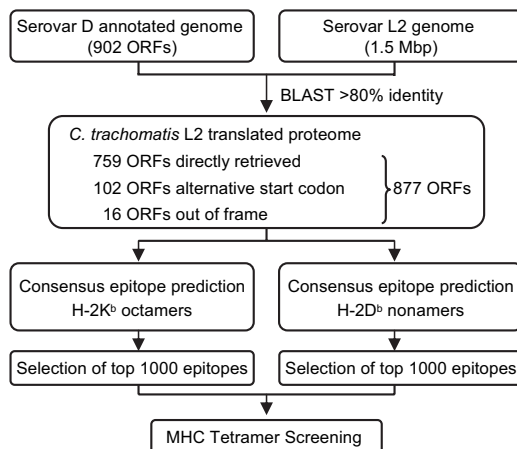 Serovar D annotated genome
(902 ORFs)
Serovar L2 genome
(1.5 Mbp)
BLAST >80% identity
C. trachomatis L2 translated proteome
759 ORFs directly retrieved
102 ORFs alternative start codon
16 ORFs out of frame
877 ORFs
Consensus epitope prediction
H-2Kᵇ octamers
Consensus epitope prediction
H-2Dᵇ nonamers
Selection of top 1000 epitopes
Selection of top 1000 epitopes
MHC Tetramer Screening